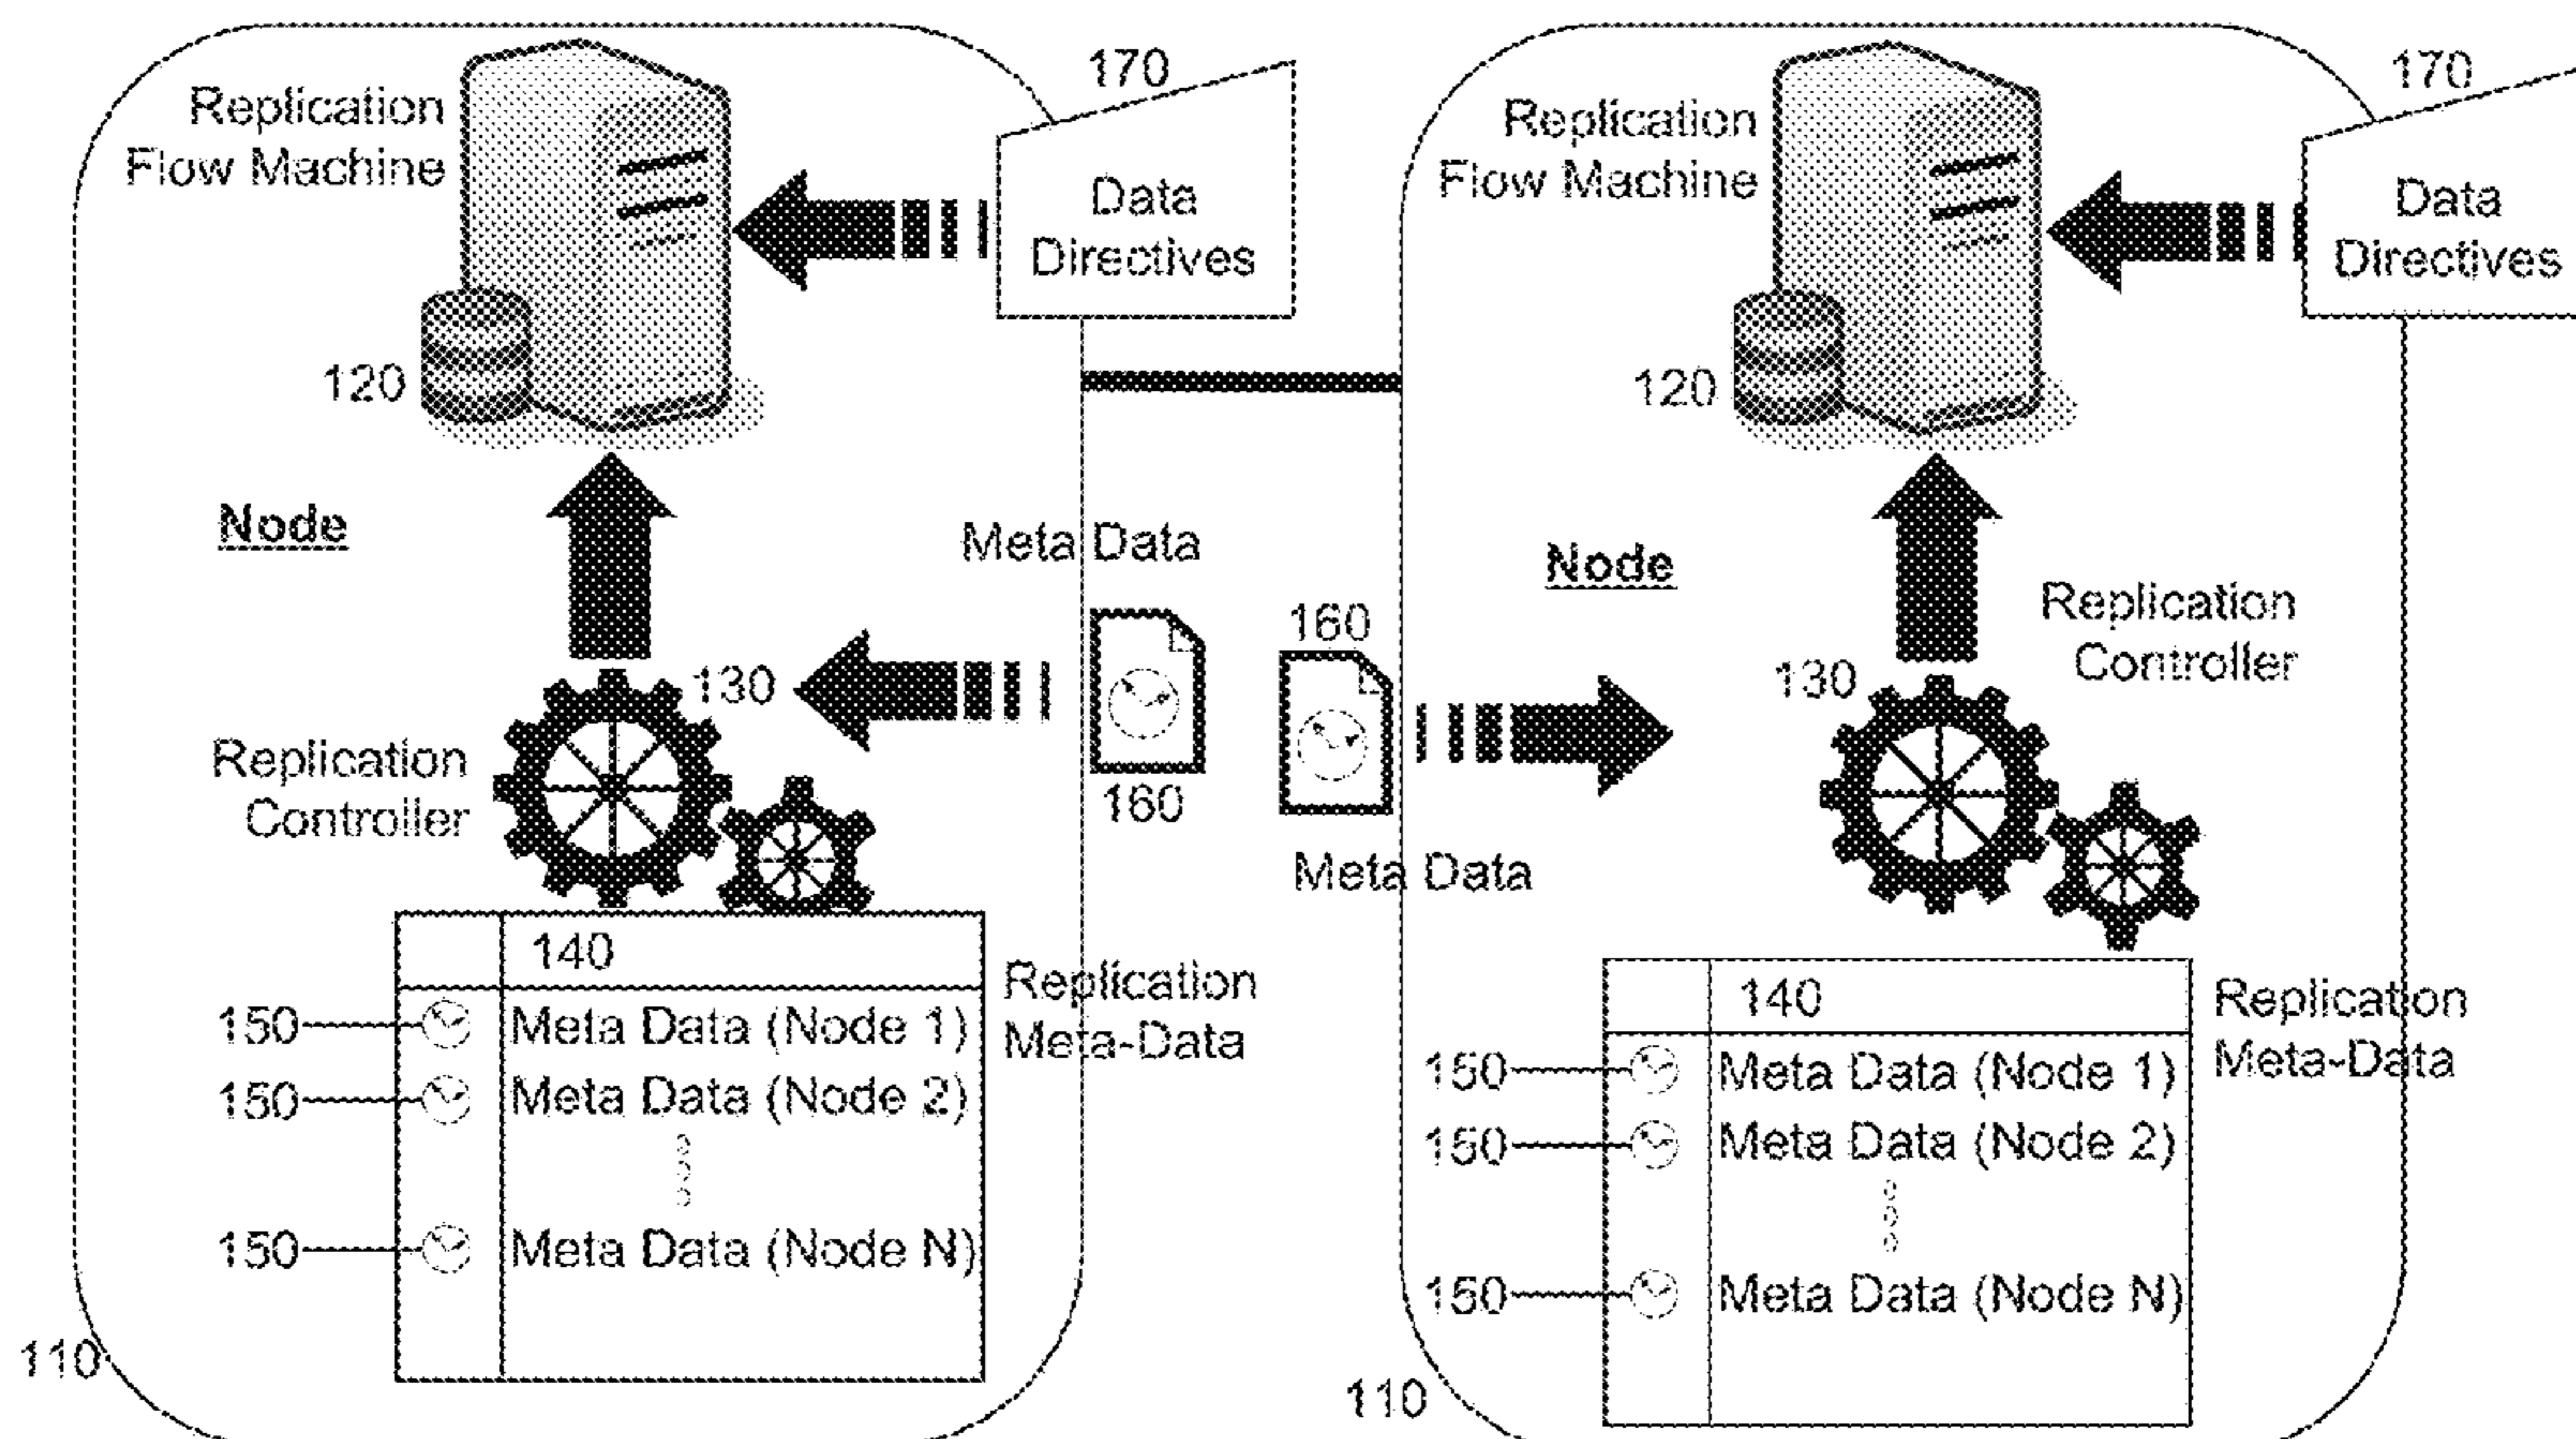 170
Replication
Flow Machine
Data
Directives
120
Node
Meta Data
160
130
Replication
Controller
140
Replication
Meta-Data
150
Meta Data (Node 1)
150
Meta Data (Node 2)
150
Meta Data (Node N)
110
170
Replication
Flow Machine
Data
Directives
120
Node
160
Meta Data
Replication
Controller
130
140
Replication
Meta-Data
150
Meta Data (Node 1)
150
Meta Data (Node 2)
150
Meta Data (Node N)
110